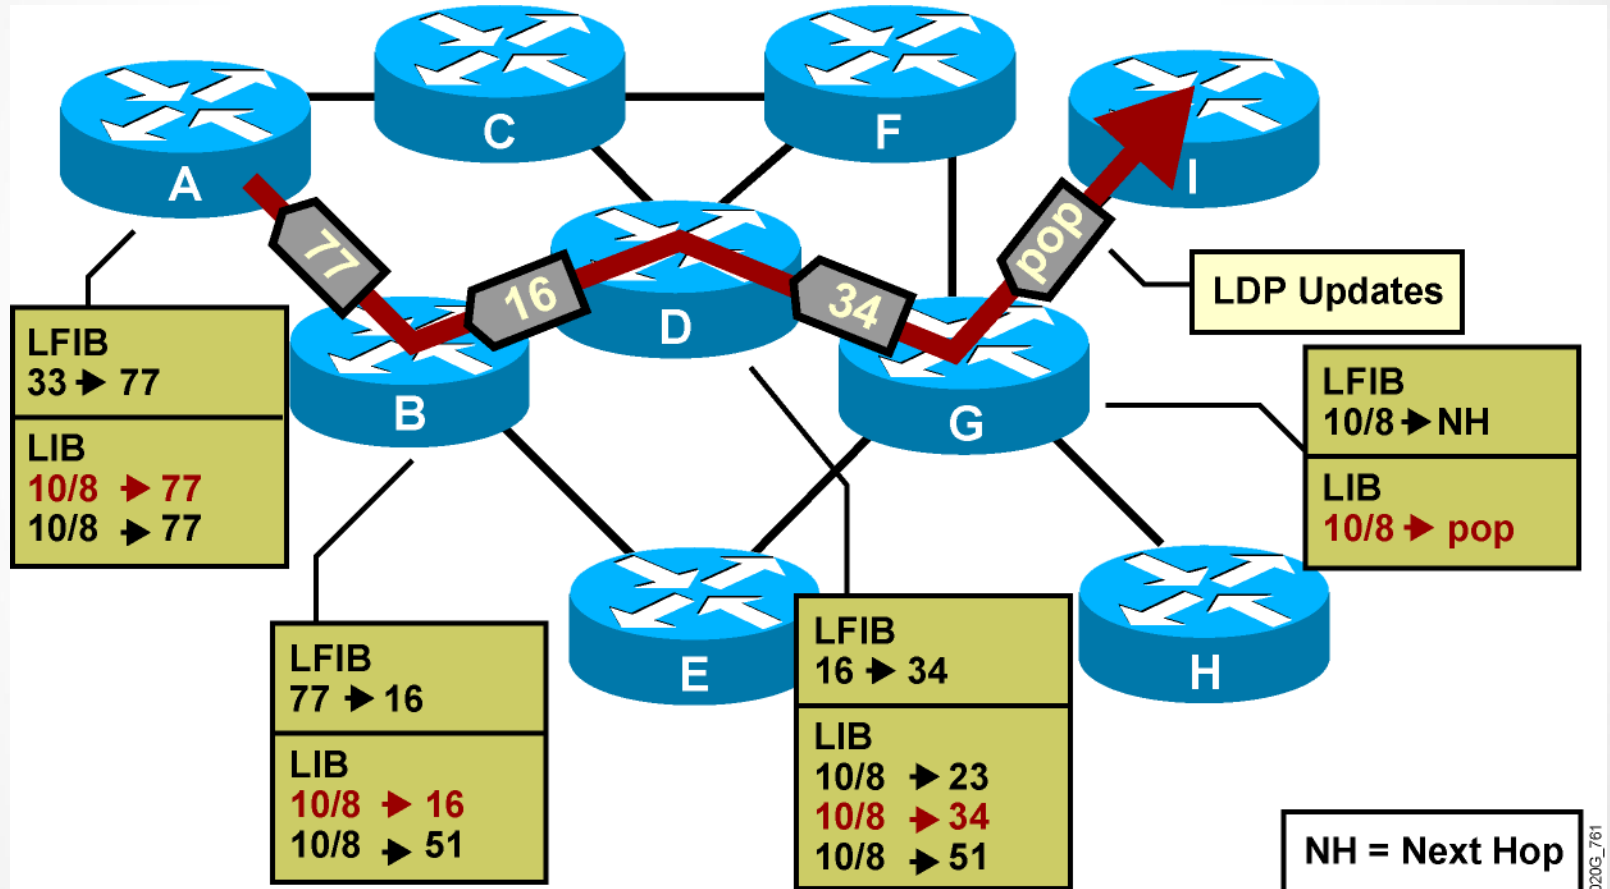 C
F
A
I
77
pop
16
34
D
LDP Updates
B
G
LFIB
33 → 77
LIB
10/8 → 77
10/8 → 77
LFIB
10/8 → NH
LIB
10/8 → pop
E
H
LFIB
77 → 16
LIB
10/8 → 16
10/8 → 51
LFIB
16 → 34
LIB
10/8 → 23
10/8 → 34
10/8 → 51
NH = Next Hop
020G_761